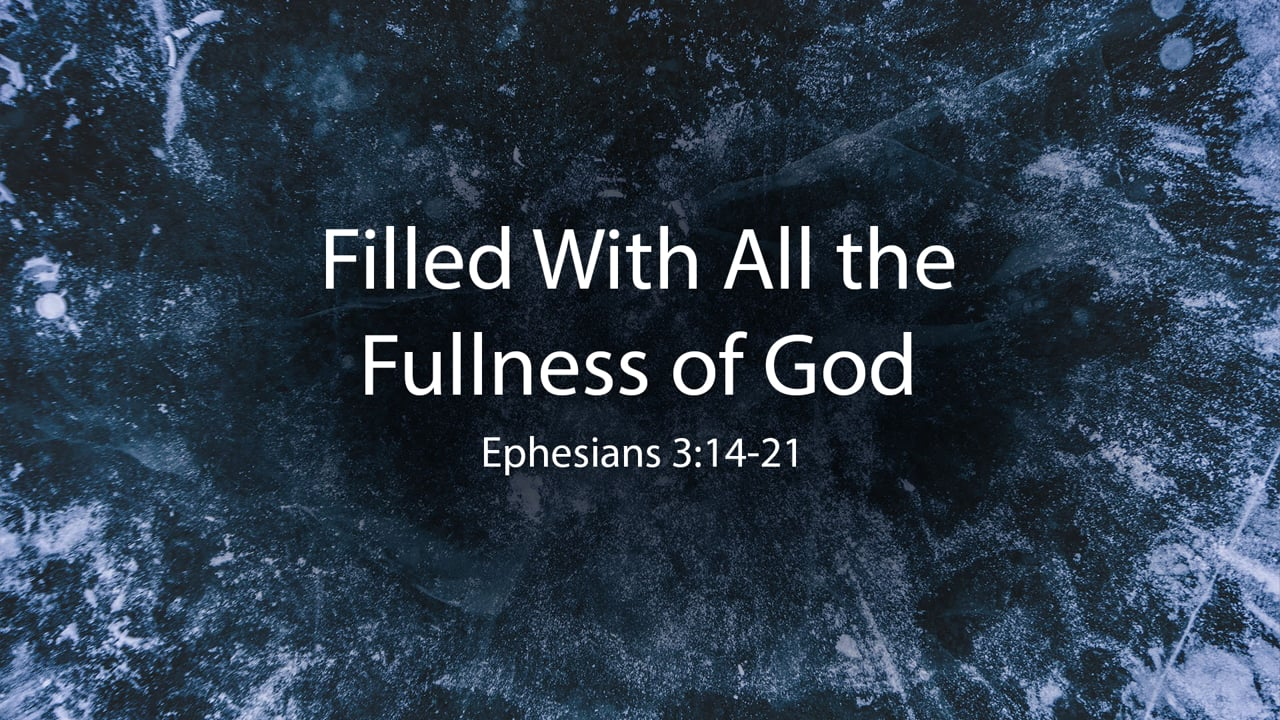 Filled With All the
Fullness of God
Ephesians 3:14-21